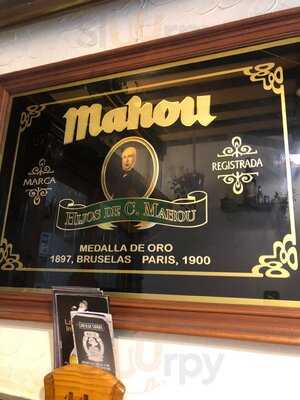 Mahou
MARCA
REGISTRADA
HIJOS DE C. MAHOU
MEDALLA DE ORO
1897, BRUSELAS PARIS, 1900